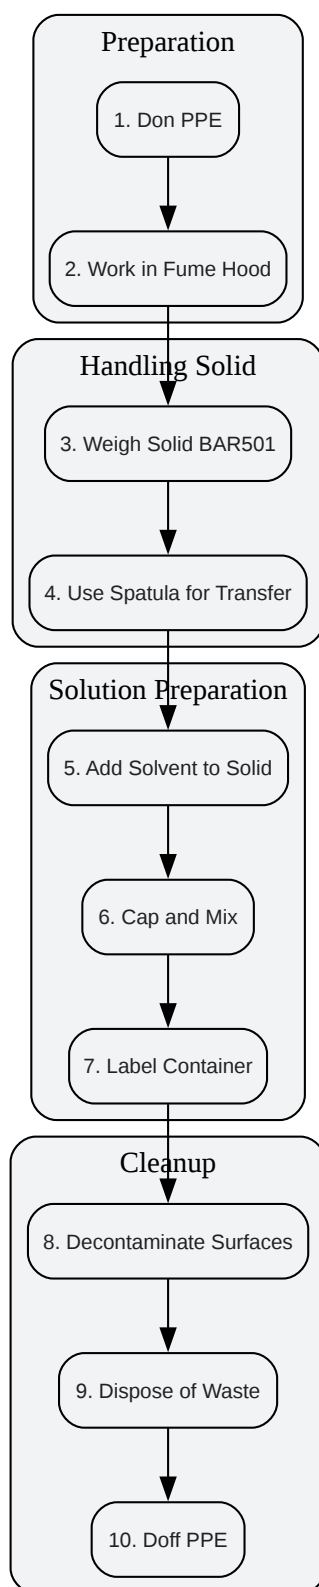 Preparation
1. Don PPE
2. Work in Fume Hood
Handling Solid
3. Weigh Solid BAR501
4. Use Spatula for Transfer
Solution Preparation
5. Add Solvent to Solid
6. Cap and Mix
7. Label Container
Cleanup
8. Decontaminate Surfaces
9. Dispose of Waste
10. Doff PPE